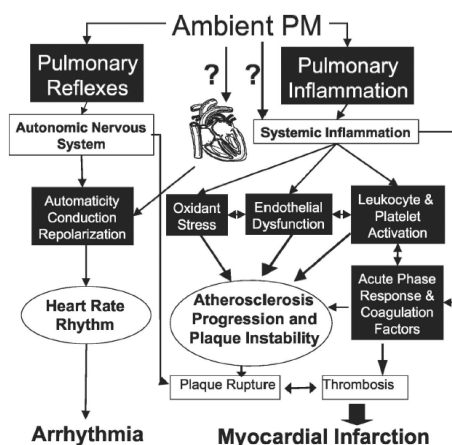 Ambient PM
Pulmonary
Reflexes
?
?
Pulmonary
Inflammation
Autonomic Nervous
System
Systemic Inflammation
Automaticity
Conduction
Repolarization
Oxidant
Stress
Endothelial
Dysfunction
Leukocyte &
Platelet
Activation
Heart Rate
Rhythm
Atherosclerosis
Progression and
Plaque Instability
Acute Phase
Response &
Coagulation
Factors
Plaque Rupture
Thrombosis
Arrhythmia
Myocardial Infarction